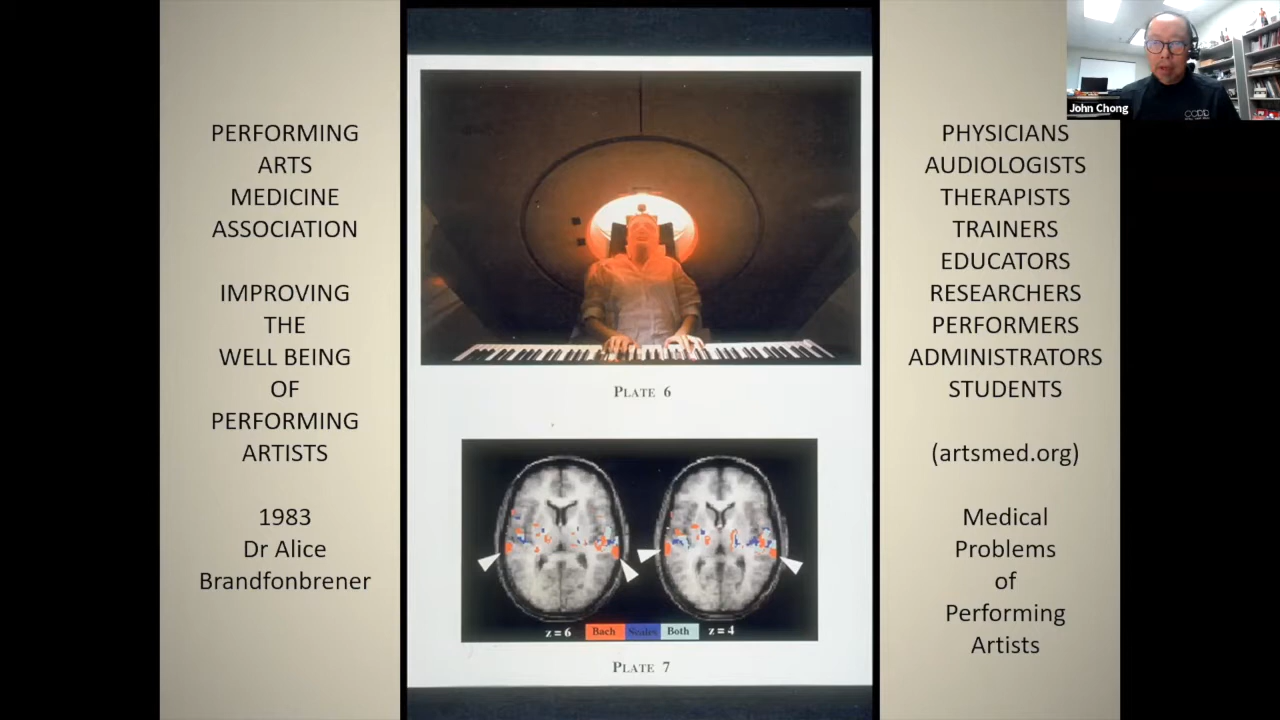 PERFORMING
ARTS
MEDICINE
ASSOCIATION
IMPROVING
THE
WELL BEING
OF
PERFORMING
ARTISTS
1983
Dr Alice
Brandfonbrener
PLATE 6
z = 6
Bach
Scales
Both
z = 4
PLATE 7
John Chong
PHYSICIANS
AUDIOLOGISTS
THERAPISTS
TRAINERS
EDUCATORS
RESEARCHERS
PERFORMERS
ADMINISTRATORS
STUDENTS
(artsmed.org)
Medical
Problems
of
Performing
Artists